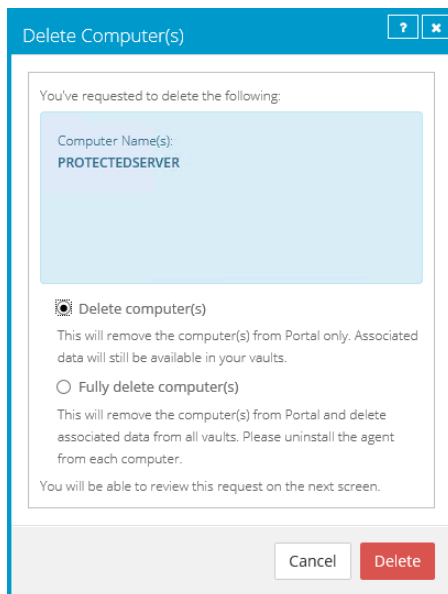 Delete Computer(s)
?
×
You've requested to delete the following:
Computer Name(s):
PROTECTEDSERVER
Delete computer(s)
This will remove the computer(s) from Portal only. Associated
data will still be available in your vaults.
Fully delete computer(s)
This will remove the computer(s) from Portal and delete
associated data from all vaults. Please uninstall the agent
from each computer.
You will be able to review this request on the next screen.
Cancel
Delete